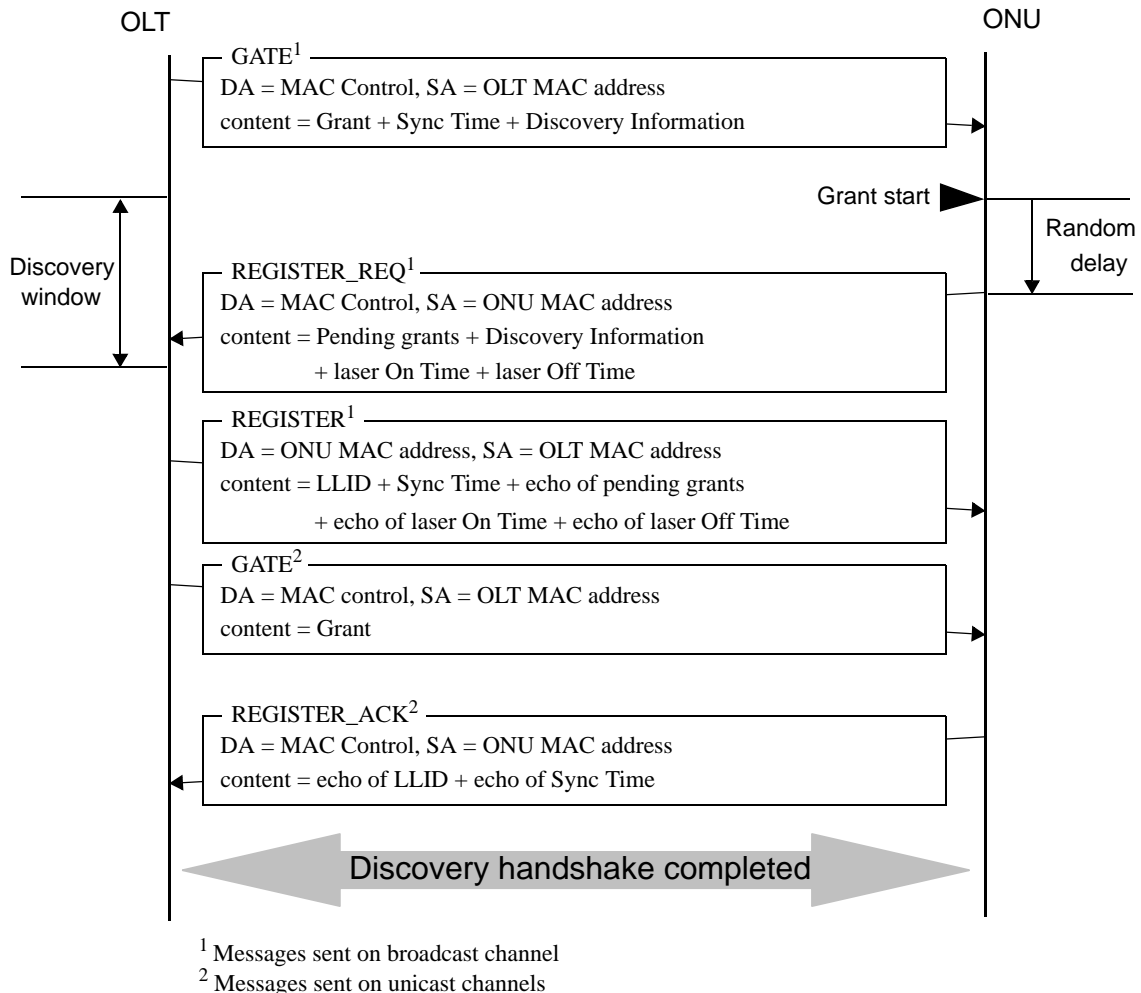 OLT
ONU
GATE1
DA = MAC Control, SA = OLT MAC address
content = Grant + Sync Time + Discovery Information
Grant start
Random
delay
Discovery
window
REGISTER_REQ1
DA = MAC Control, SA = ONU MAC address
content = Pending grants + Discovery Information
+ laser On Time + laser Off Time
REGISTER1
DA = ONU MAC address, SA = OLT MAC address
content = LLID + Sync Time + echo of pending grants
+ echo of laser On Time + echo of laser Off Time
GATE2
DA = MAC control, SA = OLT MAC address
content = Grant
REGISTER_ACK2
DA = MAC Control, SA = ONU MAC address
content = echo of LLID + echo of Sync Time
Discovery handshake completed
1 Messages sent on broadcast channel
2 Messages sent on unicast channels